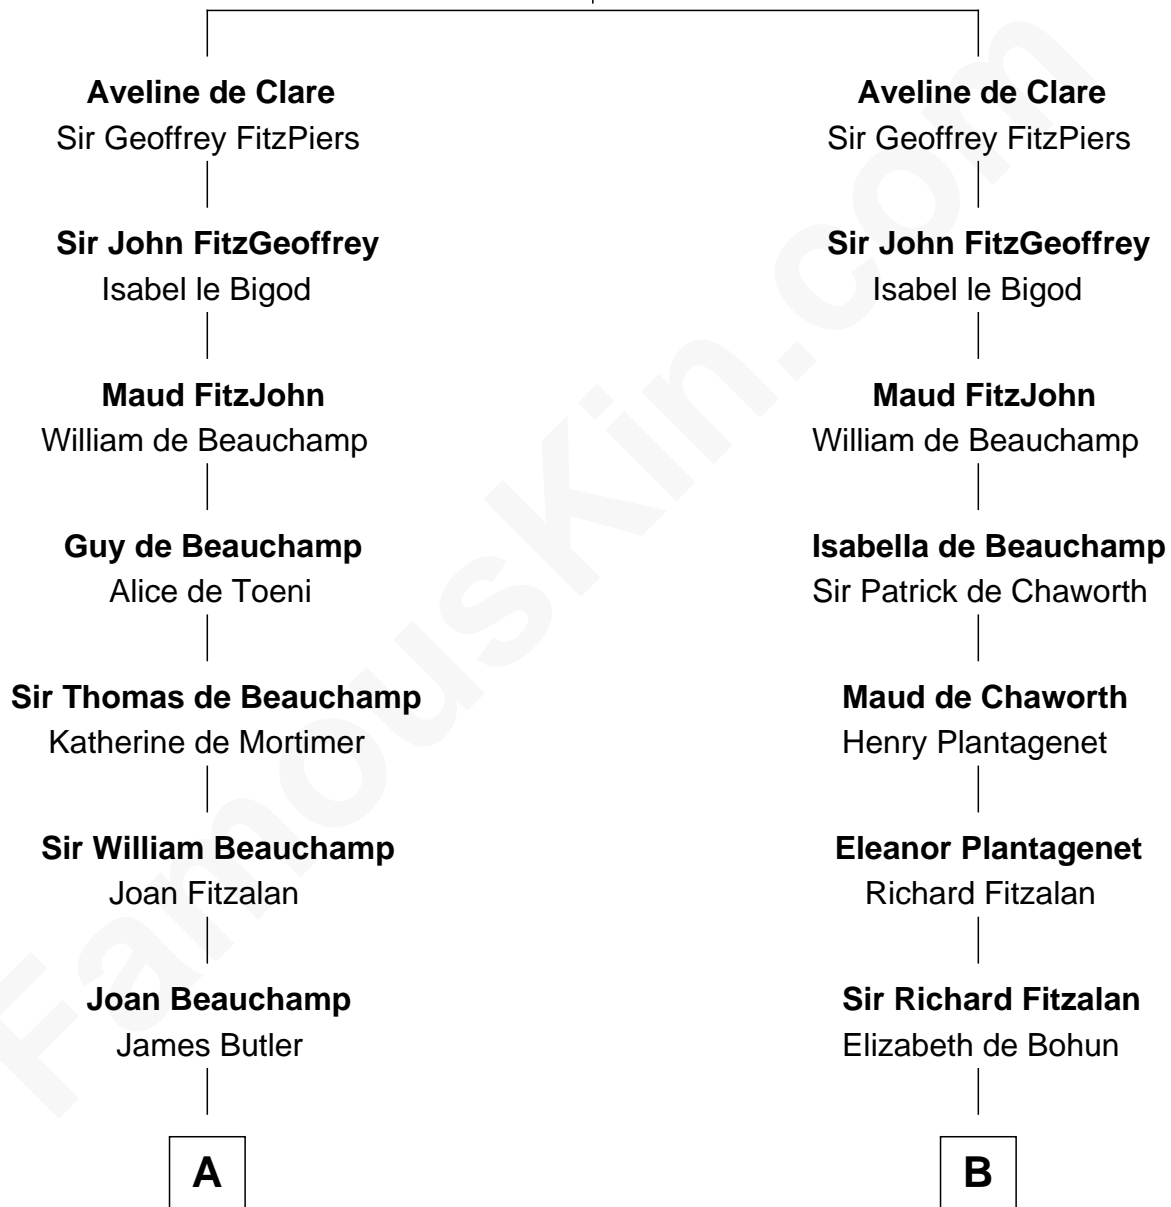 Aveline de Clare
Sir Geoffrey FitzPiers
Sir John FitzGeoffrey
Isabel le Bigod
Maud FitzJohn
William de Beauchamp
Guy de Beauchamp
Alice de Toeni
Sir Thomas de Beauchamp
Katherine de Mortimer
Sir William Beauchamp
Joan Fitzalan
Joan Beauchamp
James Butler
A
Aveline de Clare
Sir Geoffrey FitzPiers
Sir John FitzGeoffrey
Isabel le Bigod
Maud FitzJohn
William de Beauchamp
Isabella de Beauchamp
Sir Patrick de Chaworth
Maud de Chaworth
Henry Plantagenet
Eleanor Plantagenet
Richard Fitzalan
Sir Richard Fitzalan
Elizabeth de Bohun
B
FamousKin.com